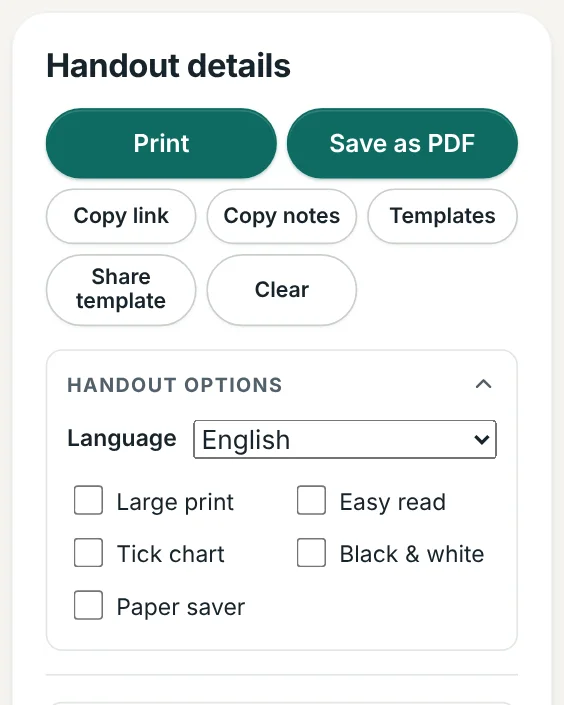 Handout details
Print
Save as PDF
Copy link
Copy notes
Templates
Share
template
Clear
HANDOUT OPTIONS
Language
English
Large print
Easy read
Tick chart
Black & white
Paper saver